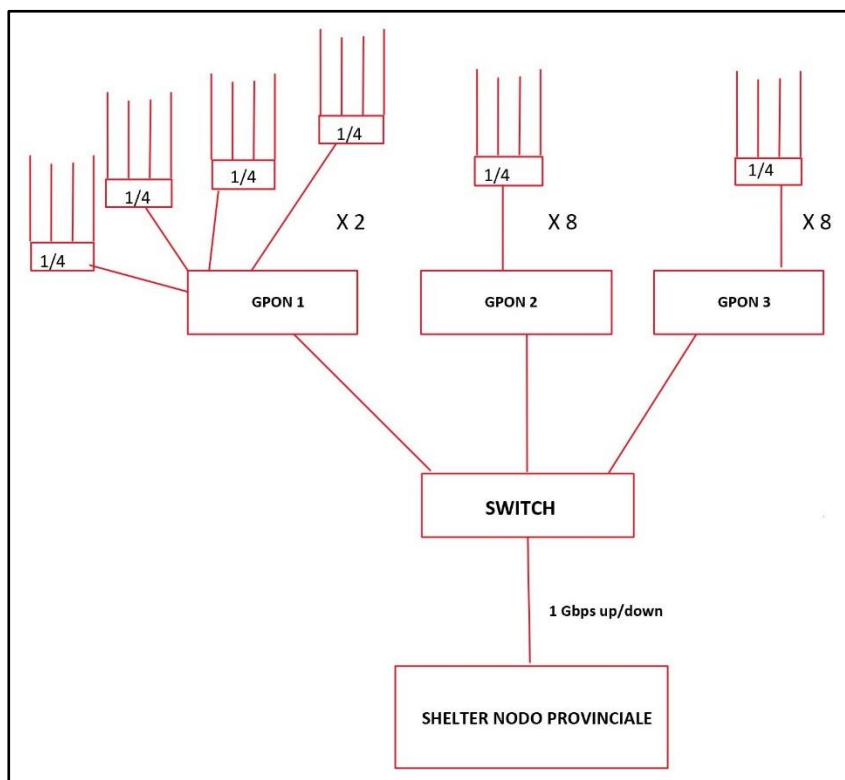 1/4
1/4
1/4
1/4
1/4
1/4
X 2
X 8
X 8
GPON 1
GPON 2
GPON 3
SWITCH
1 Gbps up/down
SHELTER NODO PROVINCIALE